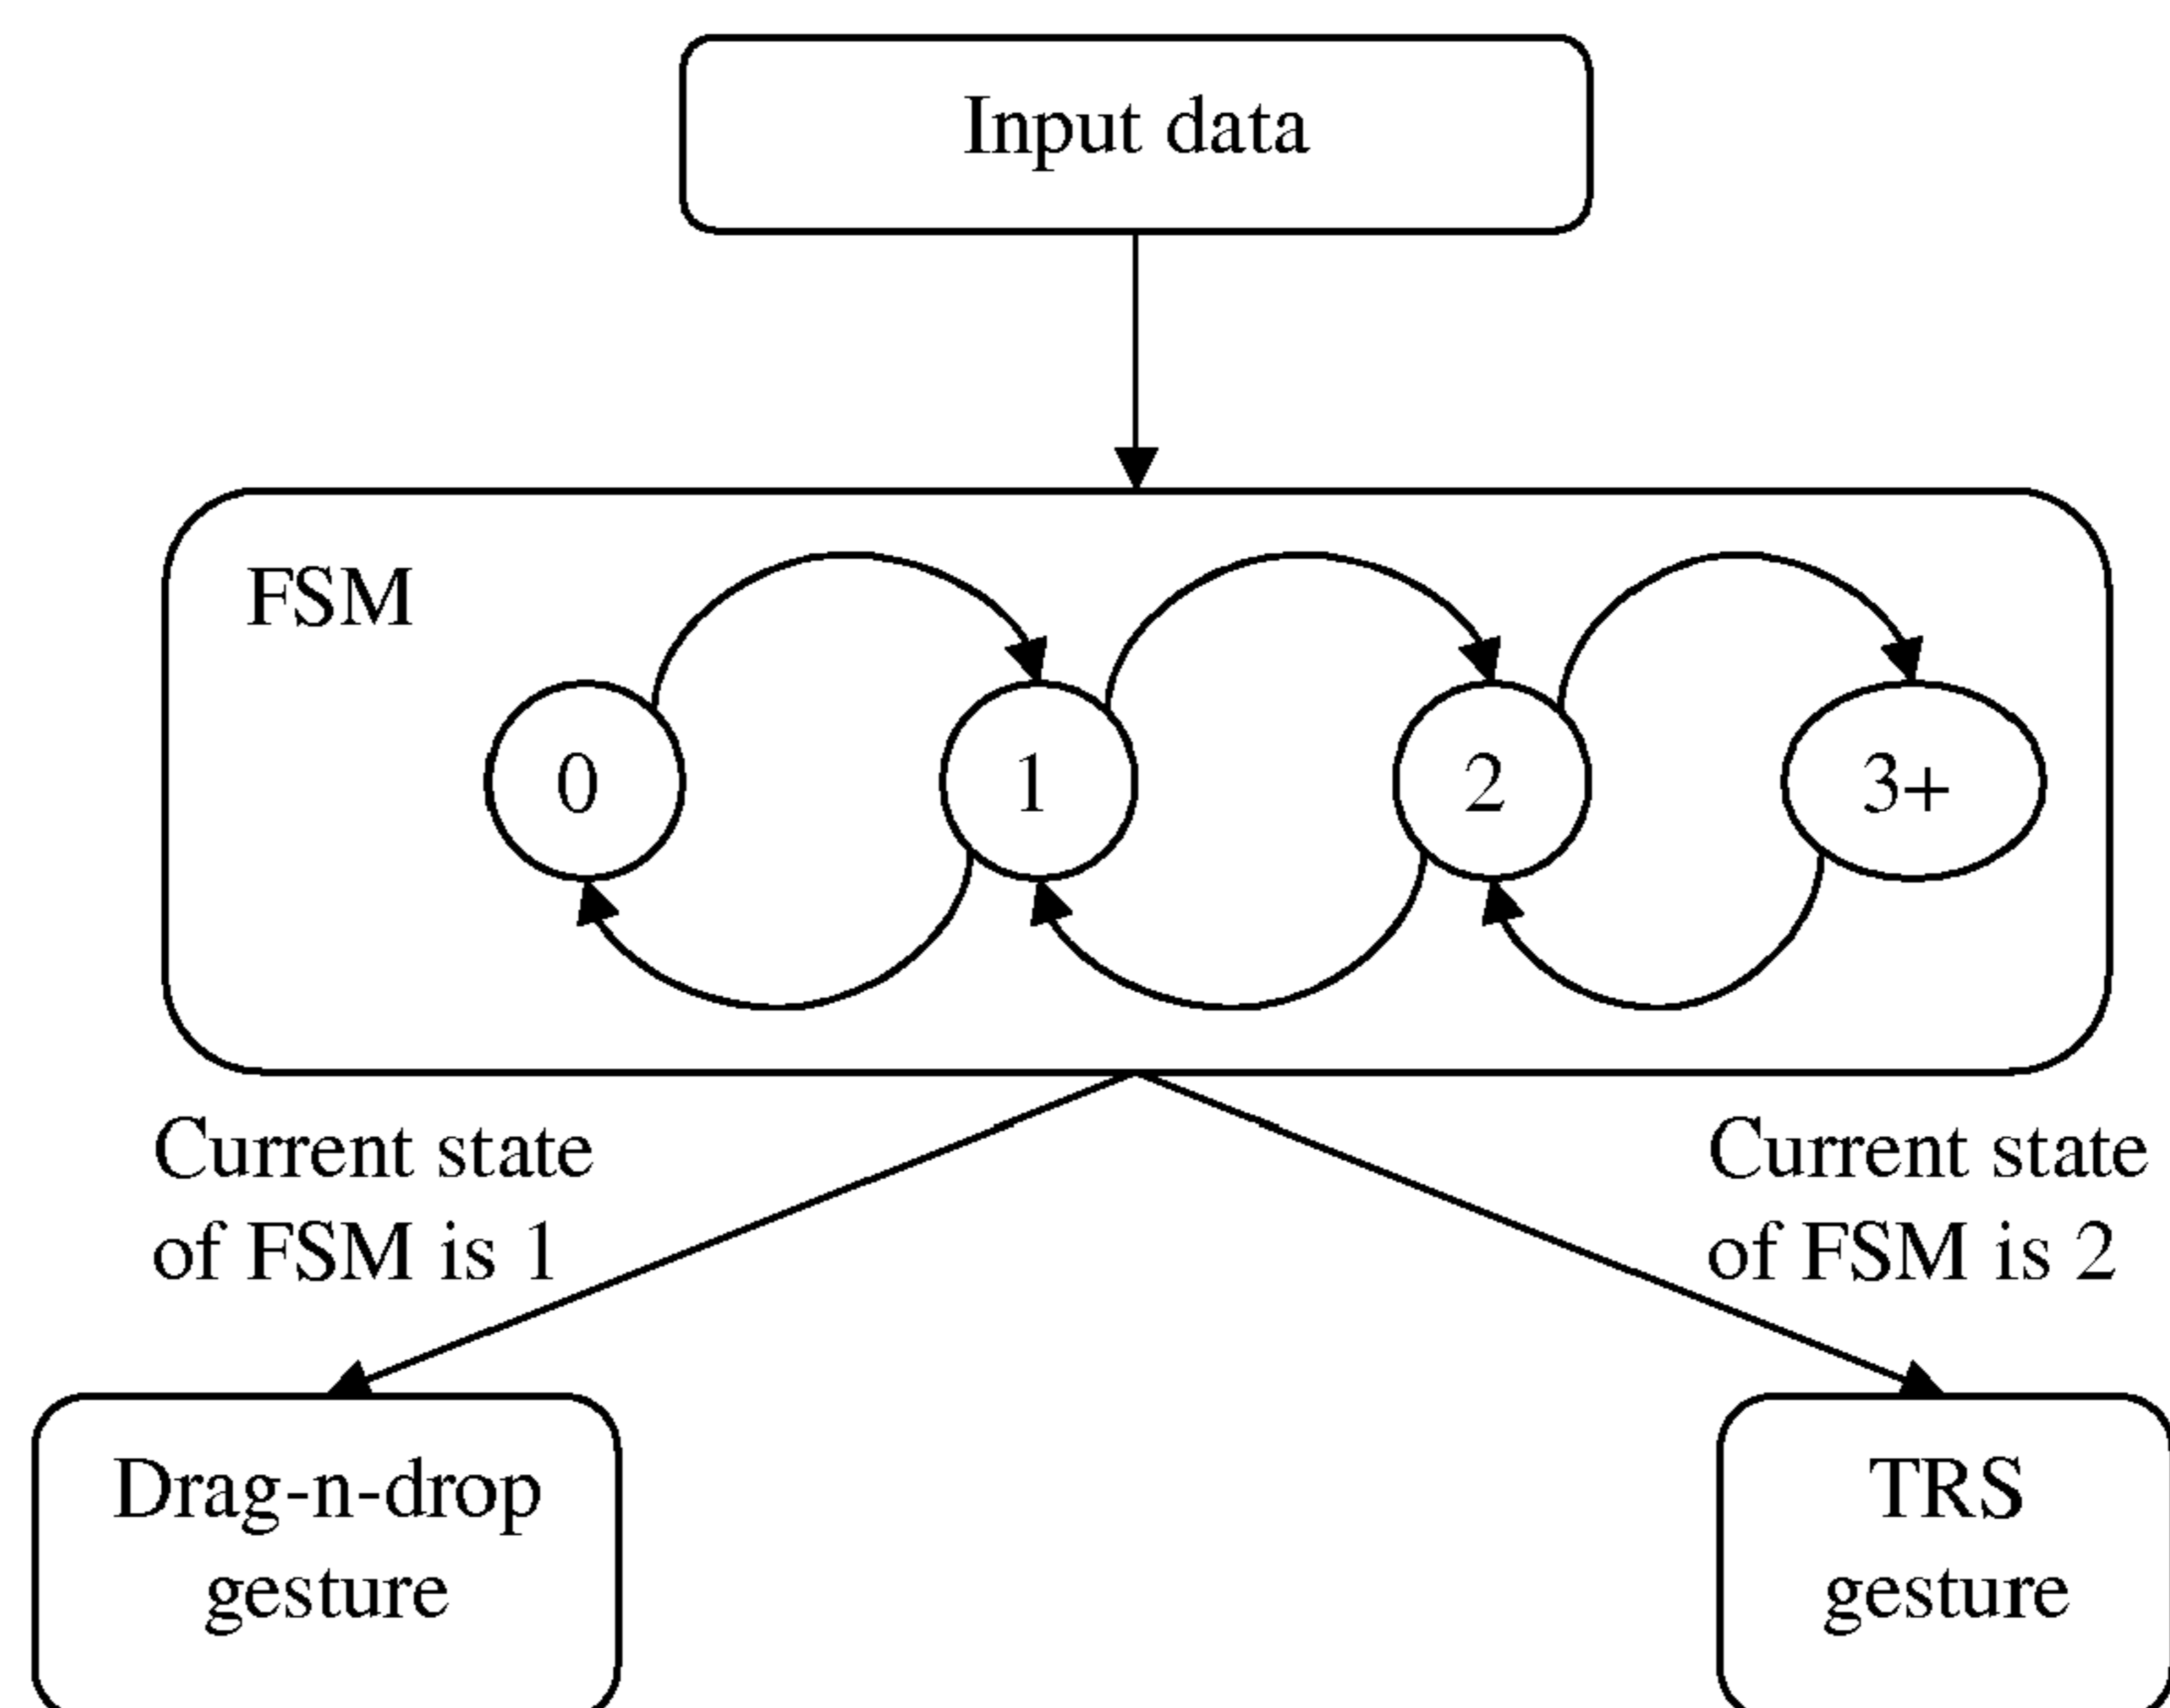 Input data
FSM
0
1
2
3+
Current state
of FSM is 1
Current state
of FSM is 2
Drag-n-drop
gesture
TRS
gesture